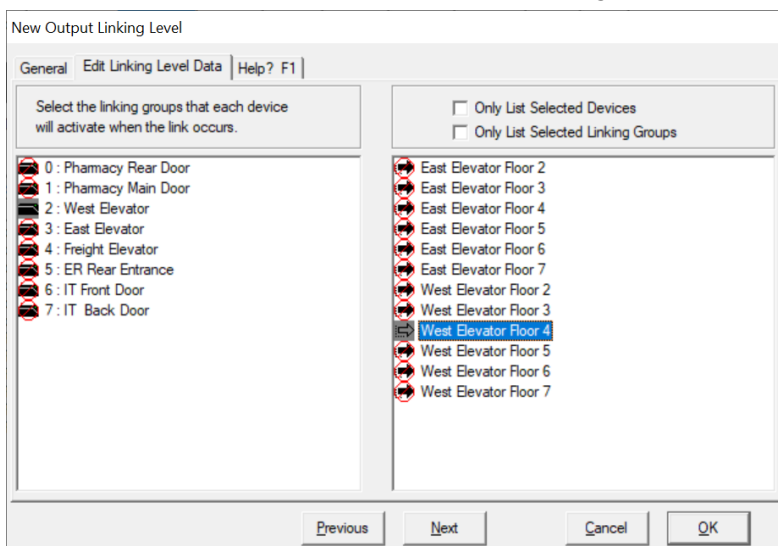 New Output Linking Level
General Edit Linking Level Data Help? F1
Select the linking groups that each device
will activate when the link occurs.
Only List Selected Devices
Only List Selected Linking Groups
0 : Pharmacy Rear Door
1 : Pharmacy Main Door
2 : West Elevator
3 : East Elevator
4 : Freight Elevator
5 : ER Rear Entrance
6 : IT Front Door
7 : IT Back Door
East Elevator Floor 2
East Elevator Floor 3
East Elevator Floor 4
East Elevator Floor 5
East Elevator Floor 6
East Elevator Floor 7
West Elevator Floor 2
West Elevator Floor 3
West Elevator Floor 4
West Elevator Floor 5
West Elevator Floor 6
West Elevator Floor 7
Previous Next Cancel OK